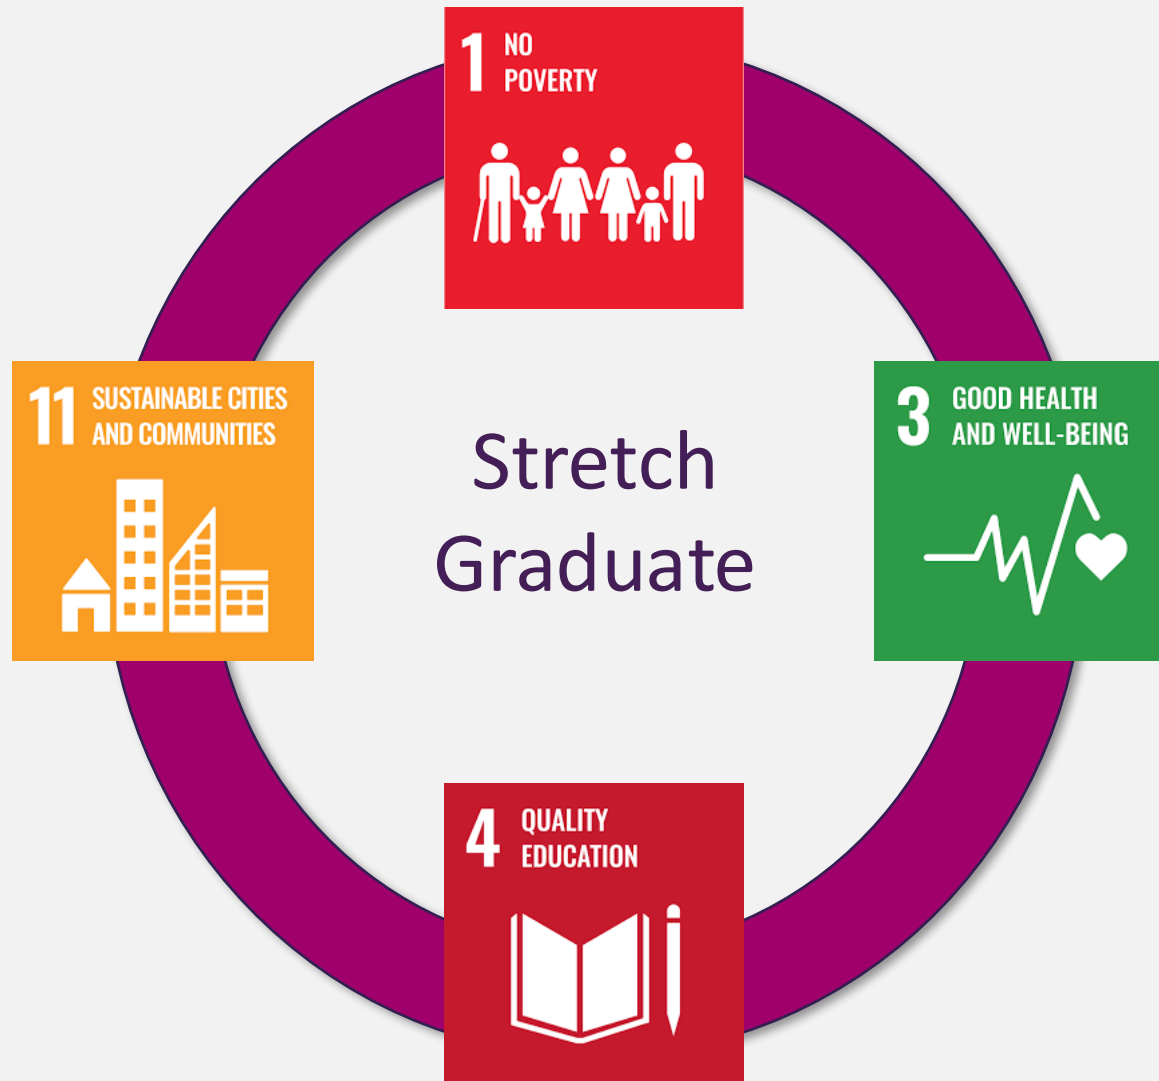 1 NO
POVERTY
11 SUSTAINABLE CITIES
AND COMMUNITIES
Stretch
Graduate
3 GOOD HEALTH
AND WELL-BEING
4 QUALITY
EDUCATION